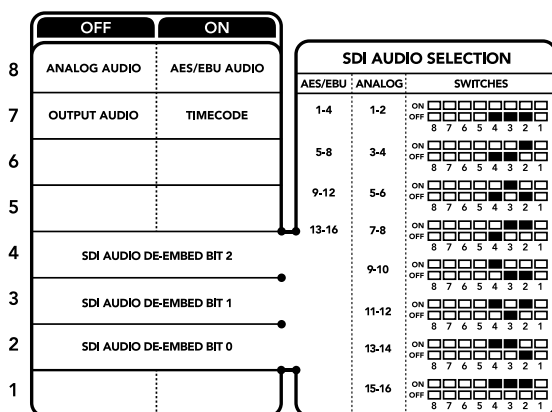 OFF ON
8 ANALOG AUDIO AES/EBU AUDIO
7 OUTPUT AUDIO TIMECODE
6
5
4 SDI AUDIO DE-EMBED BIT 2
3 SDI AUDIO DE-EMBED BIT 1
2 SDI AUDIO DE-EMBED BIT 0
1
SDI AUDIO SELECTION
AES/EBU ANALOG SWITCHES
1-4 1-2 ON
OFF
8 7 6 5 4 3 2 1
5-8 3-4 ON
OFF
8 7 6 5 4 3 2 1
9-12 5-6 ON
OFF
8 7 6 5 4 3 2 1
13-16 7-8 ON
OFF
8 7 6 5 4 3 2 1
9-10 ON
OFF
8 7 6 5 4 3 2 1
11-12 ON
OFF
8 7 6 5 4 3 2 1
13-14 ON
OFF
8 7 6 5 4 3 2 1
15-16 ON
OFF
8 7 6 5 4 3 2 1